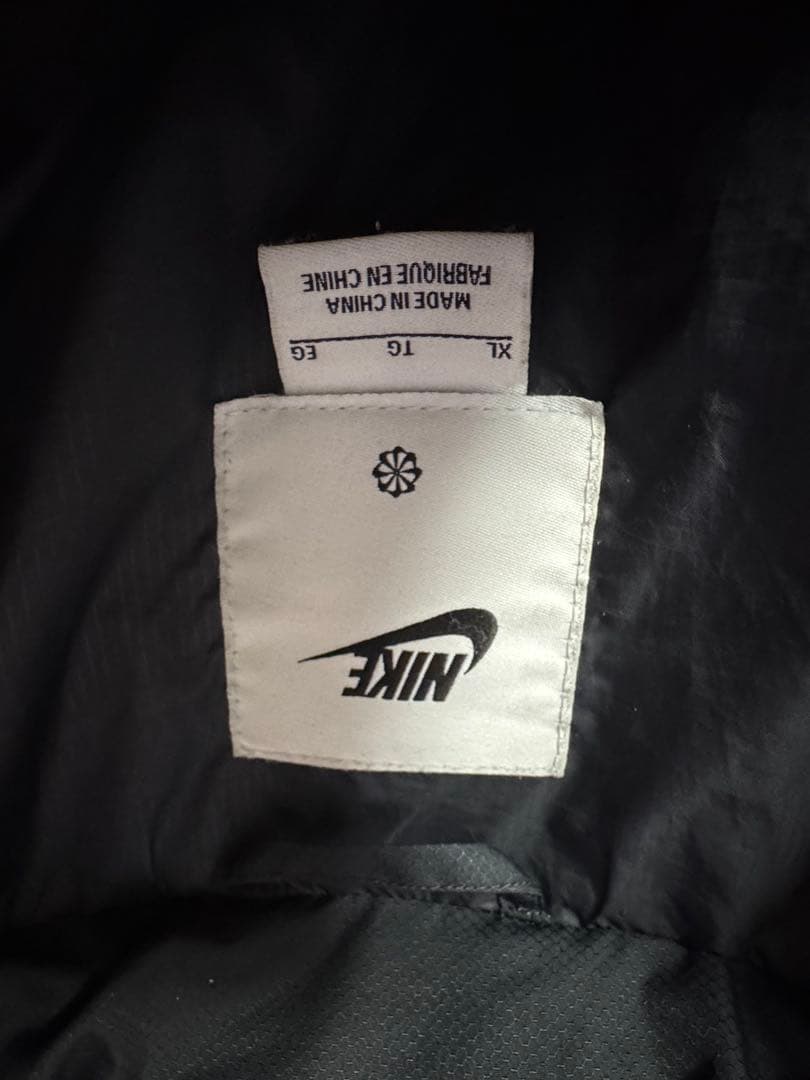 NIKE
XL TG EG
MADE IN CHINA
FABRIQUE EN CHINE